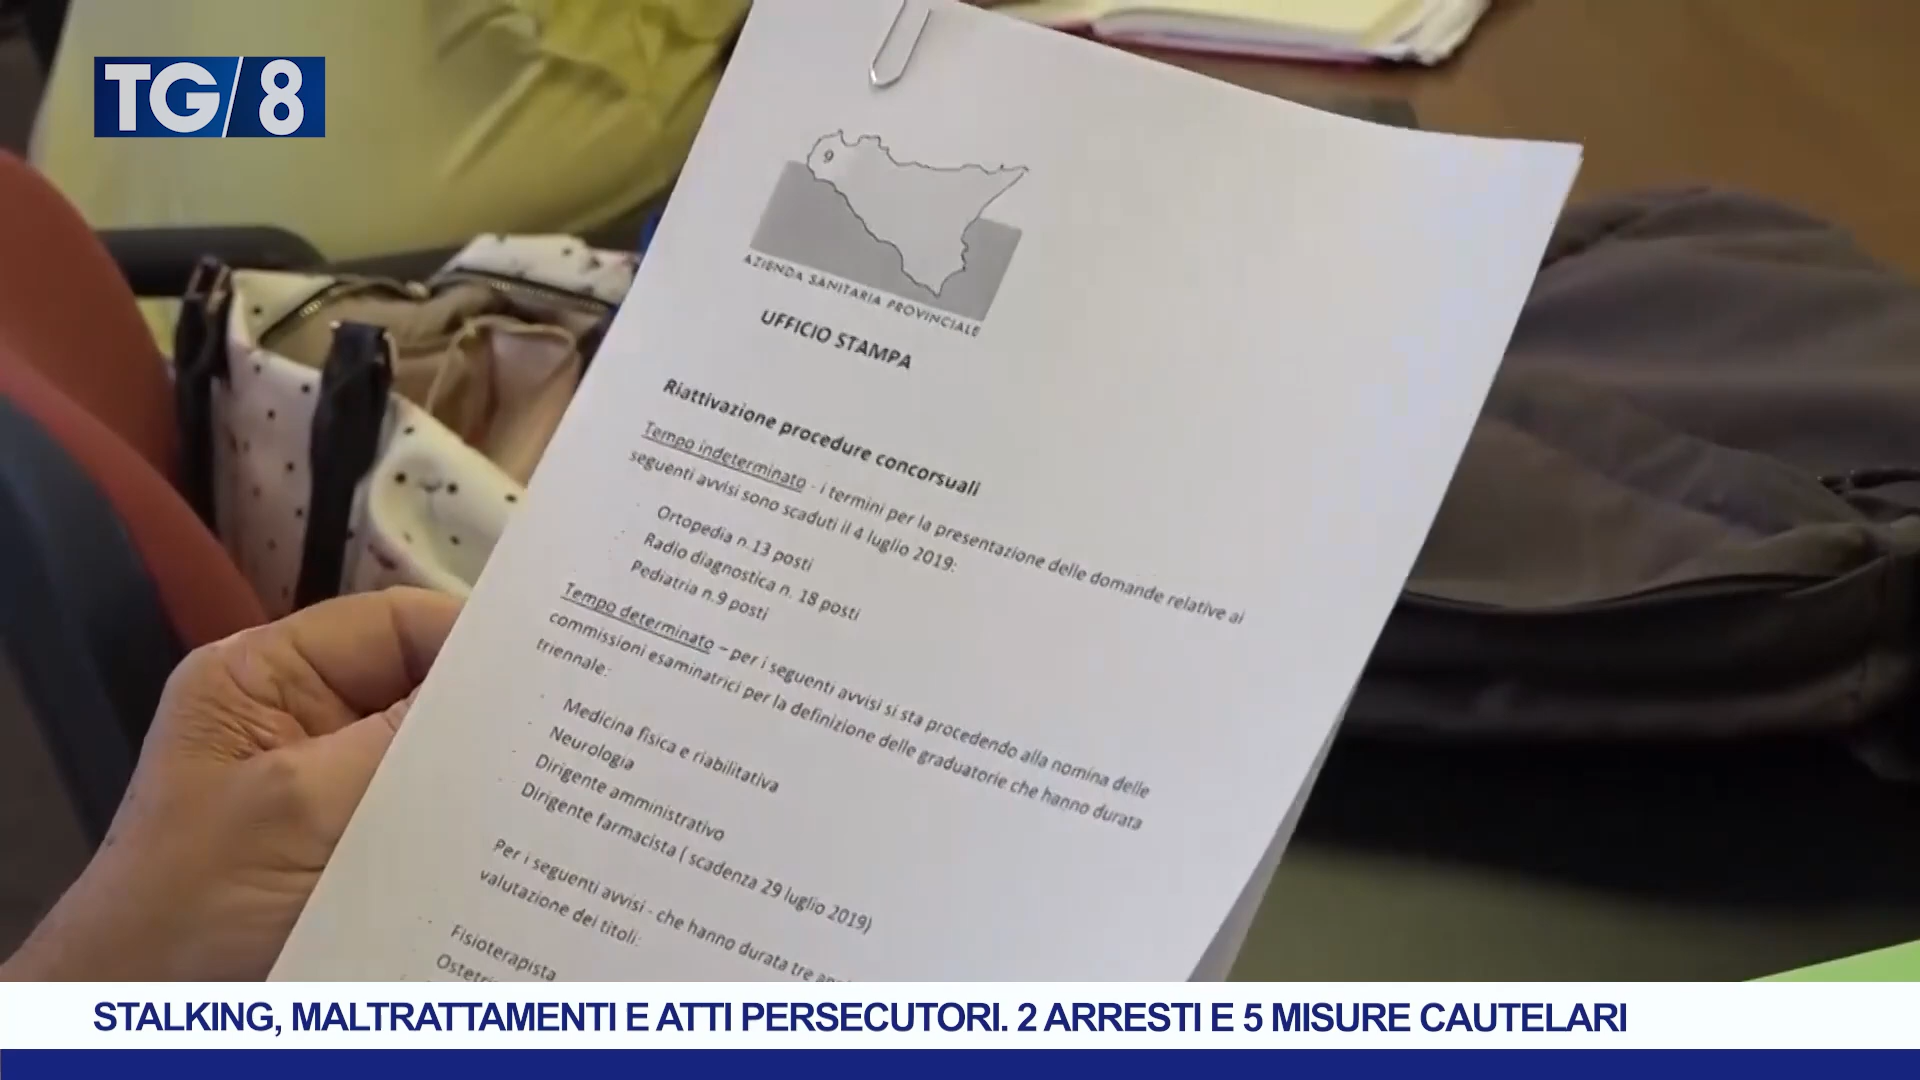 TG/8
9
AZIENDA SANITARIA PROVINCIALE
UFFICIO STAMPA
Riattivazione procedure concorsuali
Tempo indeterminato - i termini per la presentazione delle domande relative ai
seguenti avvisi sono scaduti il 4 luglio 2019:
Ortopedia n.13 posti
Radio diagnostica n. 18 posti
Pediatria n.9 posti
Tempo determinato – per i seguenti avvisi si sta procedendo alla nomina delle
commissioni esaminatrici per la definizione delle graduatorie che hanno durata
triennale:
Medicina fisica e riabilitativa
Neurologia
Dirigente amministrativo
Dirigente farmacista ( scadenza 29 luglio 2019)
Per i seguenti avvisi - che hanno durata tre
valutazione dei titoli:
Fisioterapista
STALKING, MALTRATTAMENTI E ATTI PERSECUTORI. 2 ARRESTI E 5 MISURE CAUTELARI